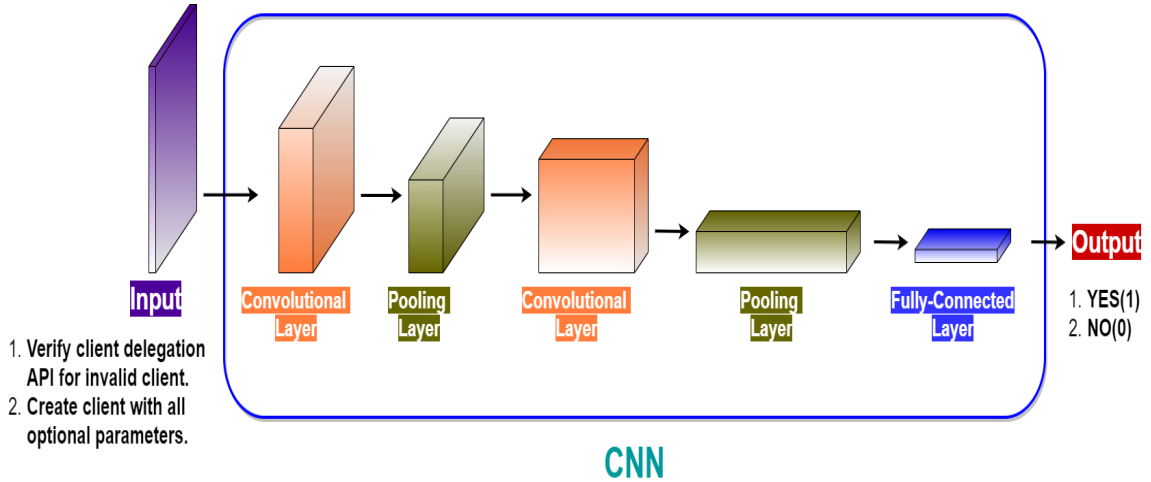 Input
1. Verify client delegation
API for invalid client.
2. Create client with all
optional parameters.
Convolutional
Layer
Pooling
Layer
Convolutional
Layer
Pooling
Layer
Fully-Connected
Layer
Output
1. YES(1)
2. NO(0)
CNN